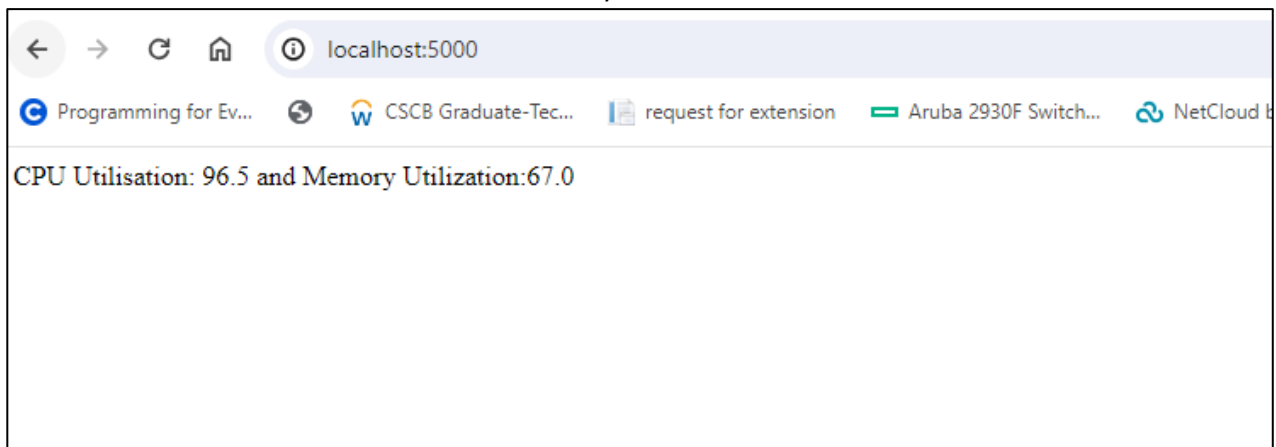 localhost:5000
Programming for Ev... CSCB Graduate-Tec... request for extension Aruba 2930F Switch... NetCloud
CPU Utilisation: 96.5 and Memory Utilization:67.0